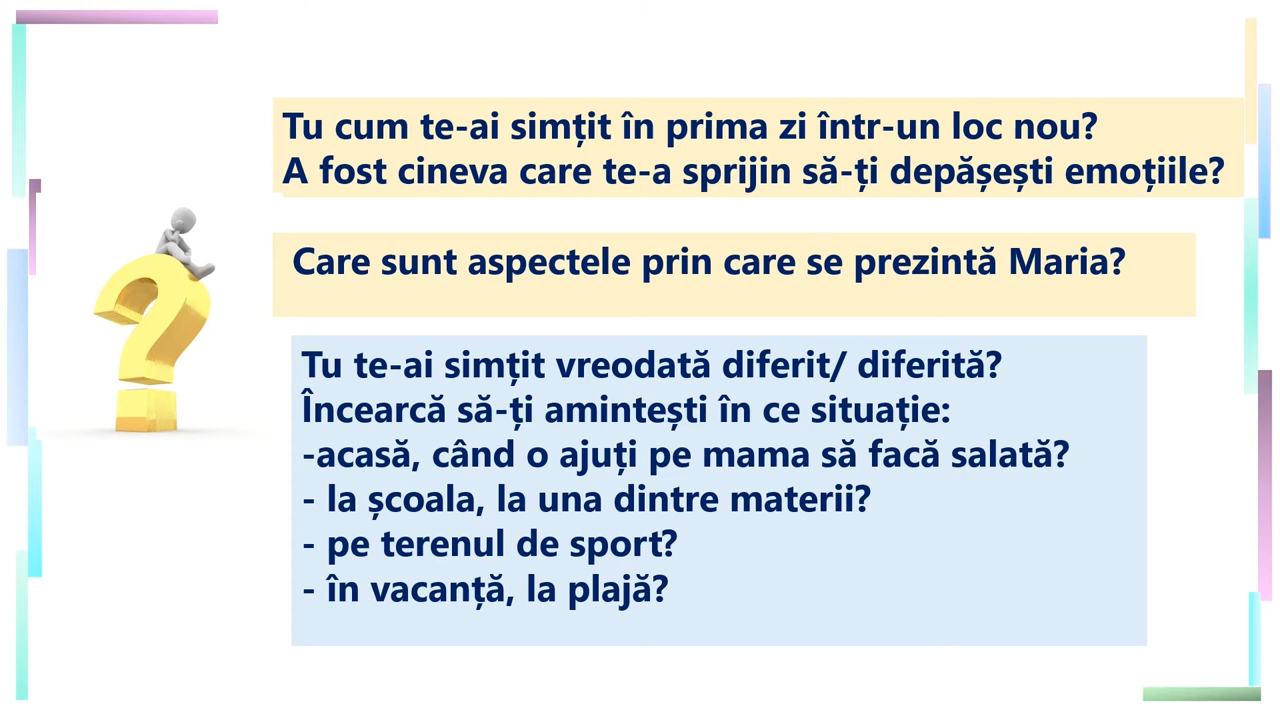 Tu cum te-ai simțit în prima zi într-un loc nou?
A fost cineva care te-a sprijin să-ți depășești emoțiile?
Care sunt aspectele prin care se prezintă Maria?
Tu te-ai simțit vreodată diferit/ diferită?
Încearcă să-ți amintești în ce situație:
-acasă, când o ajuți pe mama să facă salată?
- la școala, la una dintre materii?
- pe terenul de sport?
- în vacanță, la plajă?